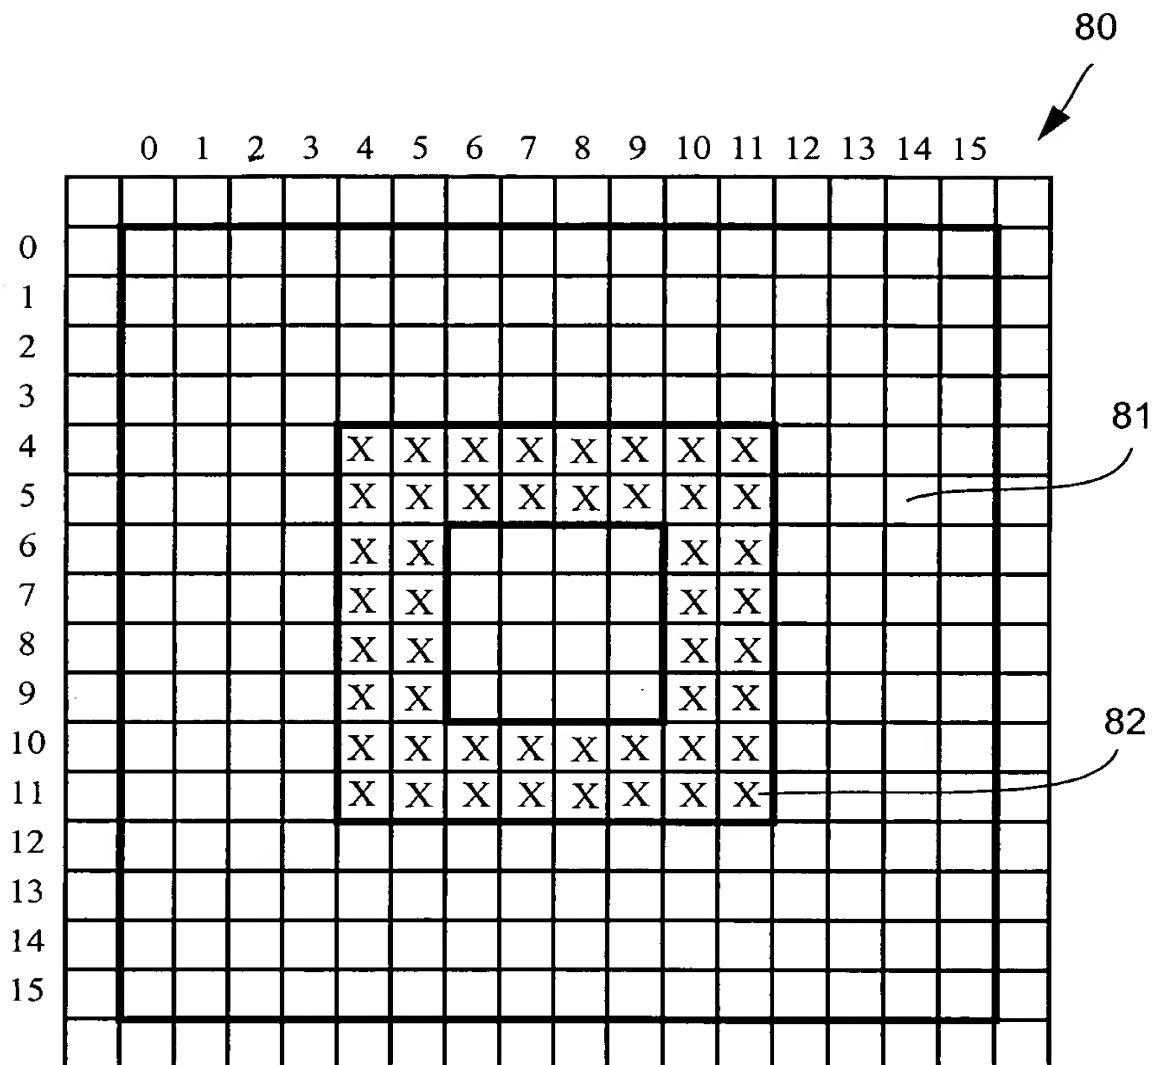 80
0 1 2 3 4 5 6 7 8 9 10 11 12 13 14 15
0
1
2
3
81
4 X X X X X X X X
5 X X X X X X X X
6 X X X X
7 X X X X
8 X X X X
9 X X X X
82
10 X X X X X X X X
11 X X X X X X X X
12
13
14
15